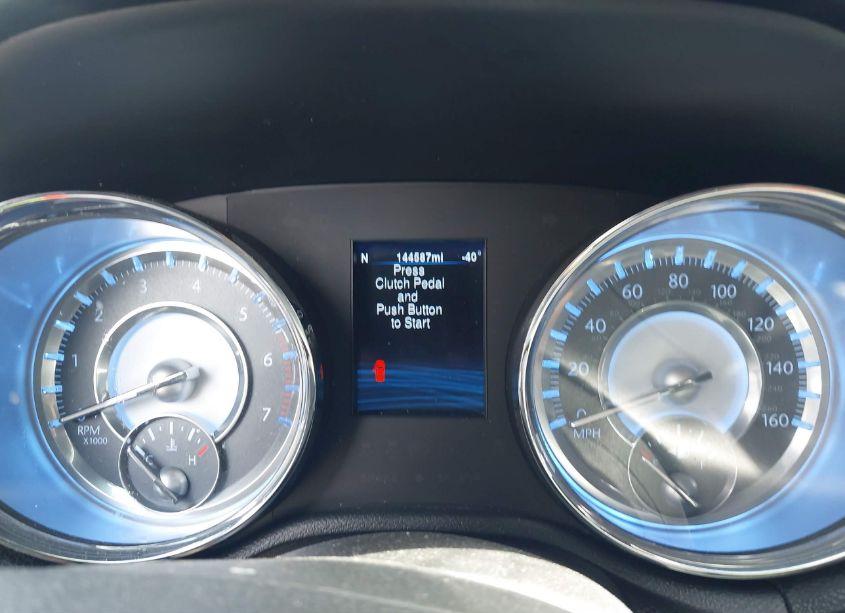 N 144587mi -40°
Press
Clutch Pedal
and
Push Button
to Start
1 2 3 4 5 6 7
RPM
X1000
C H
0 20 40 60 80 100 120 140 160
MPH